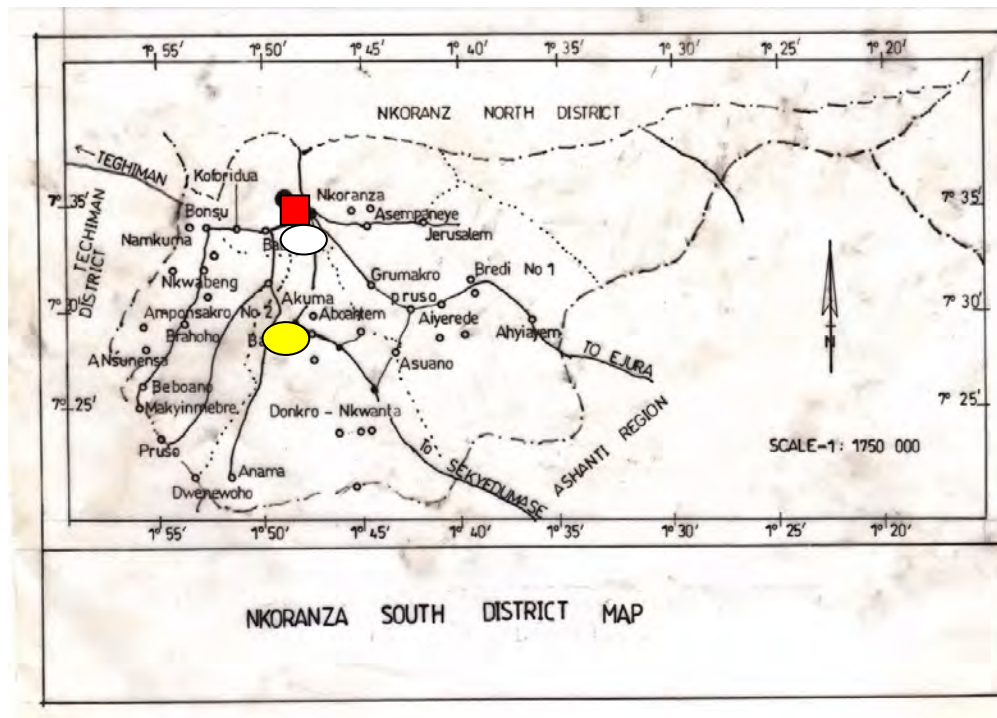 1°, 55′ 1°, 50′ 1°, 45′ 1°, 40′ 1°, 35′ 1°, 30′ 1°, 25′ 1°, 20′
NKORANZ NORTH DISTRICT
← TEGHIMAN
Koforidua
Nkoranza
7° 35′
7° 35′
Bonsu
Asempaneye
Namkuma
Jerusalem
TECHIMAN DISTRICT
Nkwabeng
Grumakro
Bredi No 1
pruso
Akuma
7° 30′
7° 30′
Amponsakro No 2
Aboahtem
Aiyerede
Ahyiayem
Brahoho
TO EJURA
ANsunensa
Asuano
Beboano
7° 25′
7° 25′
Makyinmebre.
Donkro - Nkwanta
ASHANTI REGION
SCALE-1: 1750 000
Pruso
TO SEKYEDUMASE
Anama
Dwenewoho
N
1° 55′ 1° 50′ 1° 45′ 1° 40′ 1° 35′ 1° 30′ 1° 25′ 1° 20′
NKORANZA SOUTH DISTRICT MAP